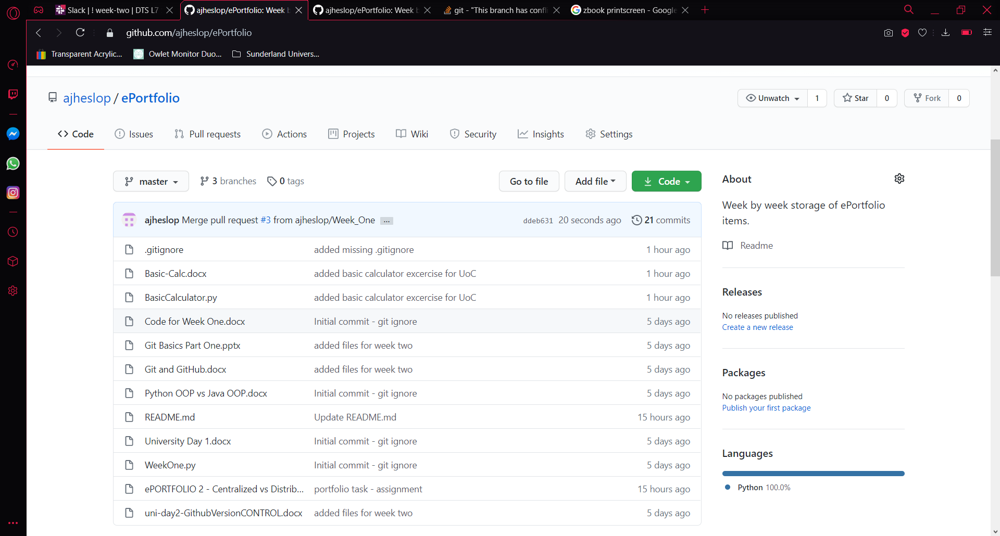 Slack | ! week-two | DTS L7
ajheslop/ePortfolio: Week b
ajheslop/ePortfolio: Week b
git - "This branch has confli
zbook printscreen - Google
github.com/ajheslop/ePortfolio
Transparent Acrylic...
Owlet Monitor Duo...
Sunderland Univers...
ajheslop / ePortfolio
Unwatch 1
Star 0
Fork 0
Code
Issues
Pull requests
Actions
Projects
Wiki
Security
Insights
Settings
master
3 branches
0 tags
Go to file
Add file
Code
ajheslop Merge pull request #3 from ajheslop/Week_One ...
ddeb631 20 seconds ago
21 commits
.gitignore added missing .gitignore 1 hour ago
Basic-Calc.docx added basic calculator excercise for UoC 1 hour ago
BasicCalculator.py added basic calculator excercise for UoC 1 hour ago
Code for Week One.docx Initial commit - git ignore 5 days ago
Git Basics Part One.pptx added files for week two 5 days ago
Git and GitHub.docx added files for week two 5 days ago
Python OOP vs Java OOP.docx Initial commit - git ignore 5 days ago
README.md Update README.md 15 hours ago
University Day 1.docx Initial commit - git ignore 5 days ago
WeekOne.py Initial commit - git ignore 5 days ago
ePORTFOLIO 2 - Centralized vs Distrib... portfolio task - assignment 15 hours ago
uni-day2-GithubVersionCONTROL.docx added files for week two 5 days ago
About
Week by week storage of ePortfolio
items.
Readme
Releases
No releases published
Create a new release
Packages
No packages published
Publish your first package
Languages
Python 100.0%